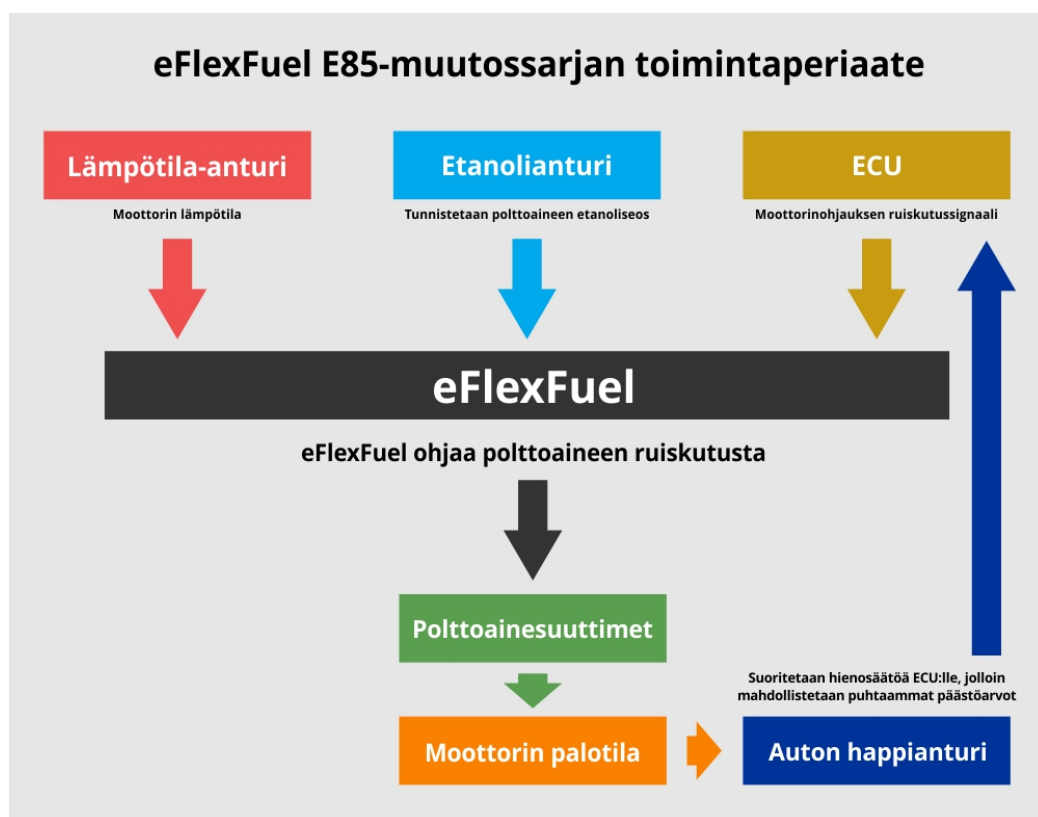 eFlexFuel E85-muutossarjan toimintaperiaate
Lämpötila-anturi
Moottorin lämpötila
Etanolianturi
Tunnistetaan polttoaineen etanoliseos
ECU
Moottorinohjauksen ruiskutussignaali
eFlexFuel
eFlexFuel ohjaa polttoaineen ruiskutusta
Polttoainesuuttimet
Moottorin palotila
Suoritetaan hienosäätöä ECU:lle, jolloin
mahdollistetaan puhtaammat päästöarvot
Auton happianturi